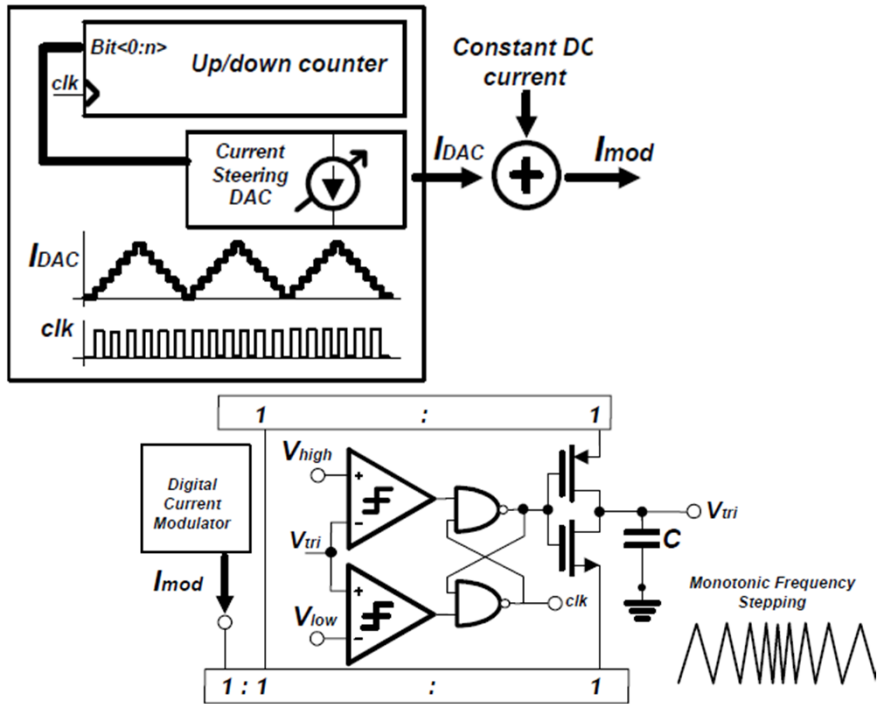 Bit<0:n>
Up/down counter
clk
Current
Steering
DAC
Constant DC
current
IDAC
Imod
IDAC
clk
1 : 1
Vhigh
+
-
Digital
Current
Modulator
Vtri
Vtri
C
Imod
+
-
Vlow
clk
Monotonic Frequency
Stepping
1 : 1 : 1